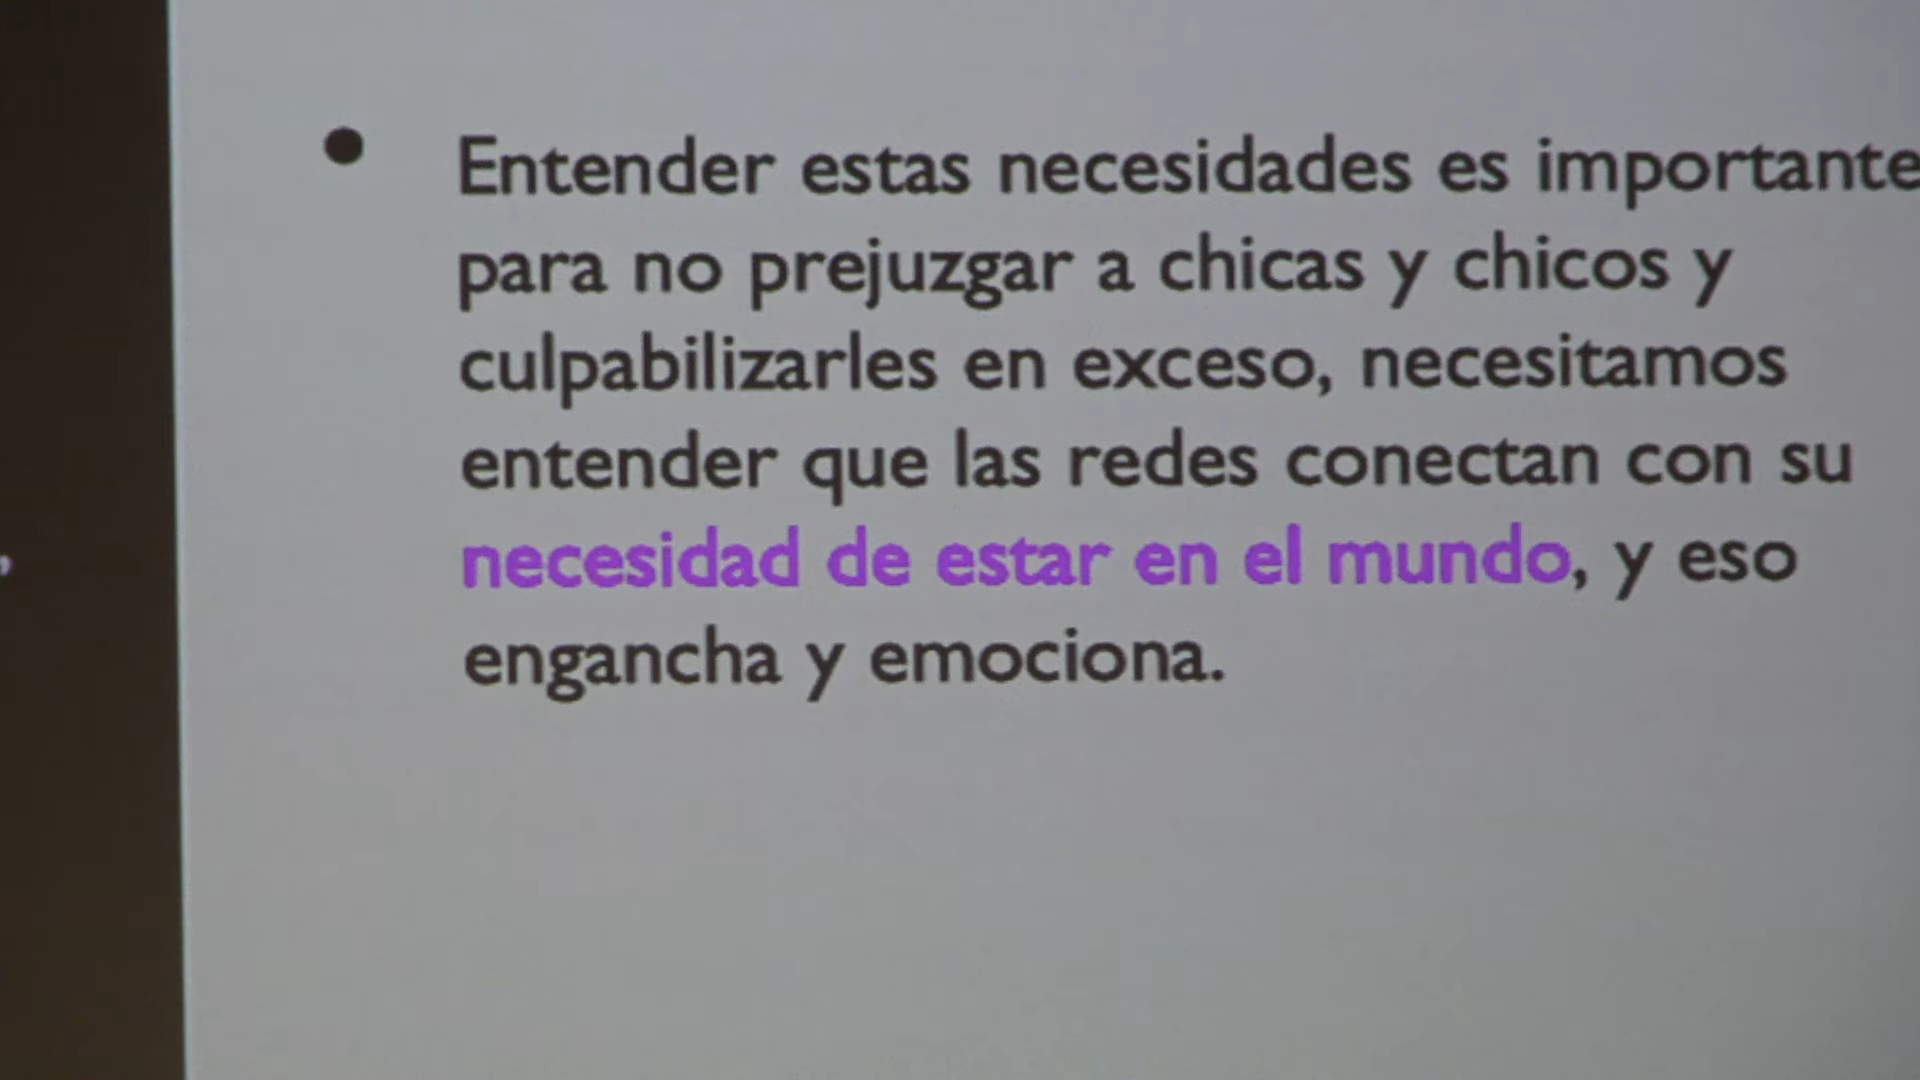 • Entender estas necesidades es importante
para no prejuzgar a chicas y chicos y
culpabilizarles en exceso, necesitamos
entender que las redes conectan con su
necesidad de estar en el mundo, y eso
engancha y emociona.